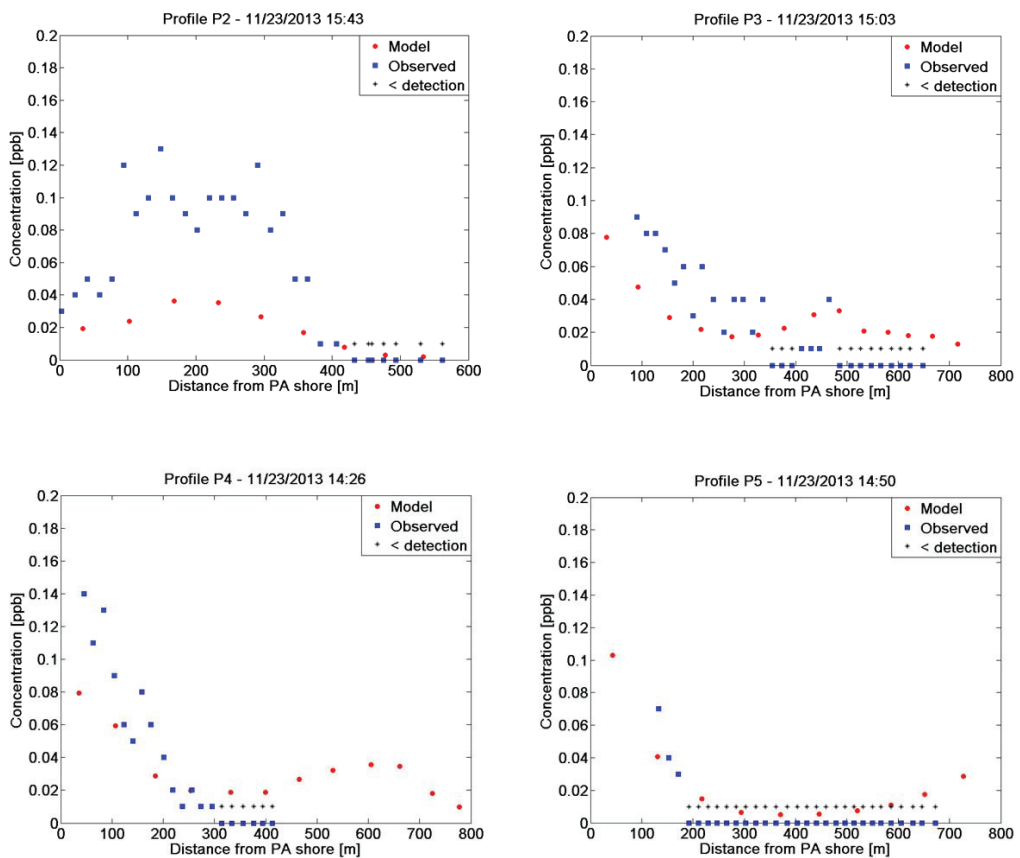 Profile P2 - 11/23/2013 15:43
0.2
0.18
0.16
0.14
0.12
0.1
0.08
0.06
0.04
0.02
0
Concentration [ppb]
Model
Observed
< detection
0 100 200 300 400 500 600
Distance from PA shore [m]
Profile P3 - 11/23/2013 15:03
0.2
0.18
0.16
0.14
0.12
0.1
0.08
0.06
0.04
0.02
0
Concentration [ppb]
Model
Observed
< detection
0 100 200 300 400 500 600 700 800
Distance from PA shore [m]
Profile P4 - 11/23/2013 14:26
0.2
0.18
0.16
0.14
0.12
0.1
0.08
0.06
0.04
0.02
0
Concentration [ppb]
Model
Observed
< detection
0 100 200 300 400 500 600 700 800
Distance from PA shore [m]
Profile P5 - 11/23/2013 14:50
0.2
0.18
0.16
0.14
0.12
0.1
0.08
0.06
0.04
0.02
0
Concentration [ppb]
Model
Observed
< detection
0 100 200 300 400 500 600 700 800
Distance from PA shore [m]